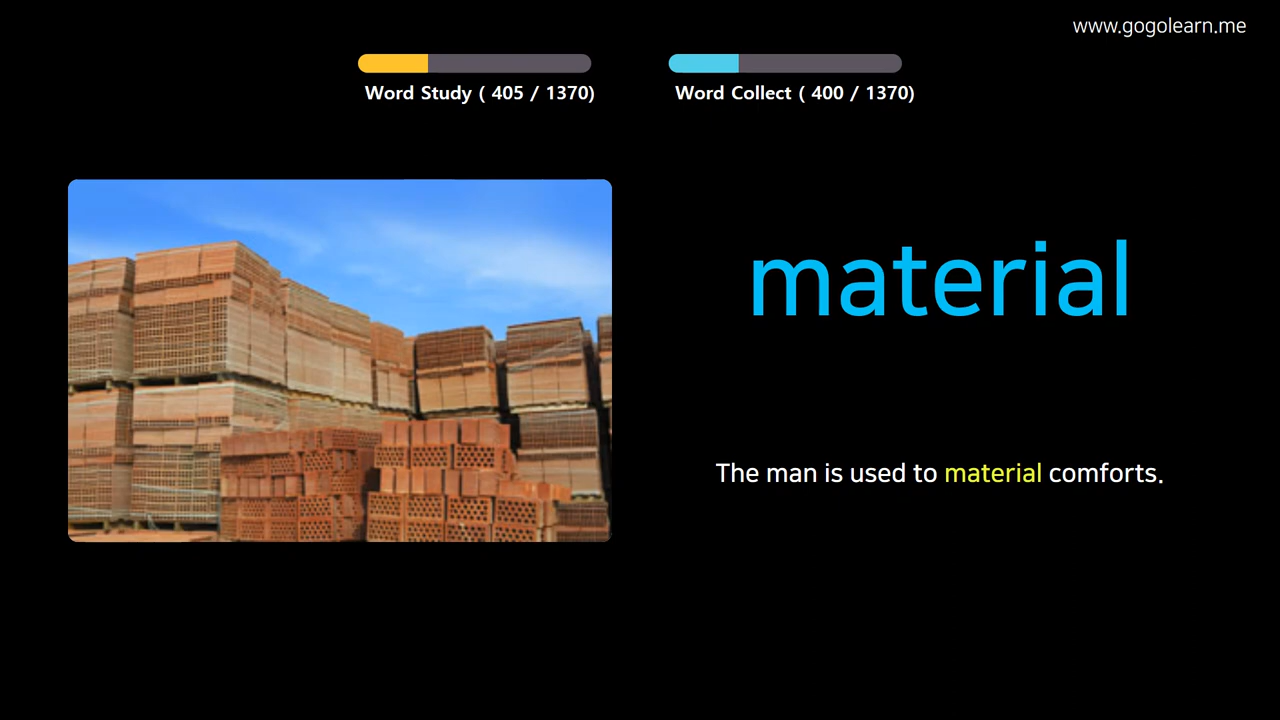 www.gogolearn.me
Word Study ( 405 / 1370)
Word Collect ( 400 / 1370)
material
The man is used to material comforts.